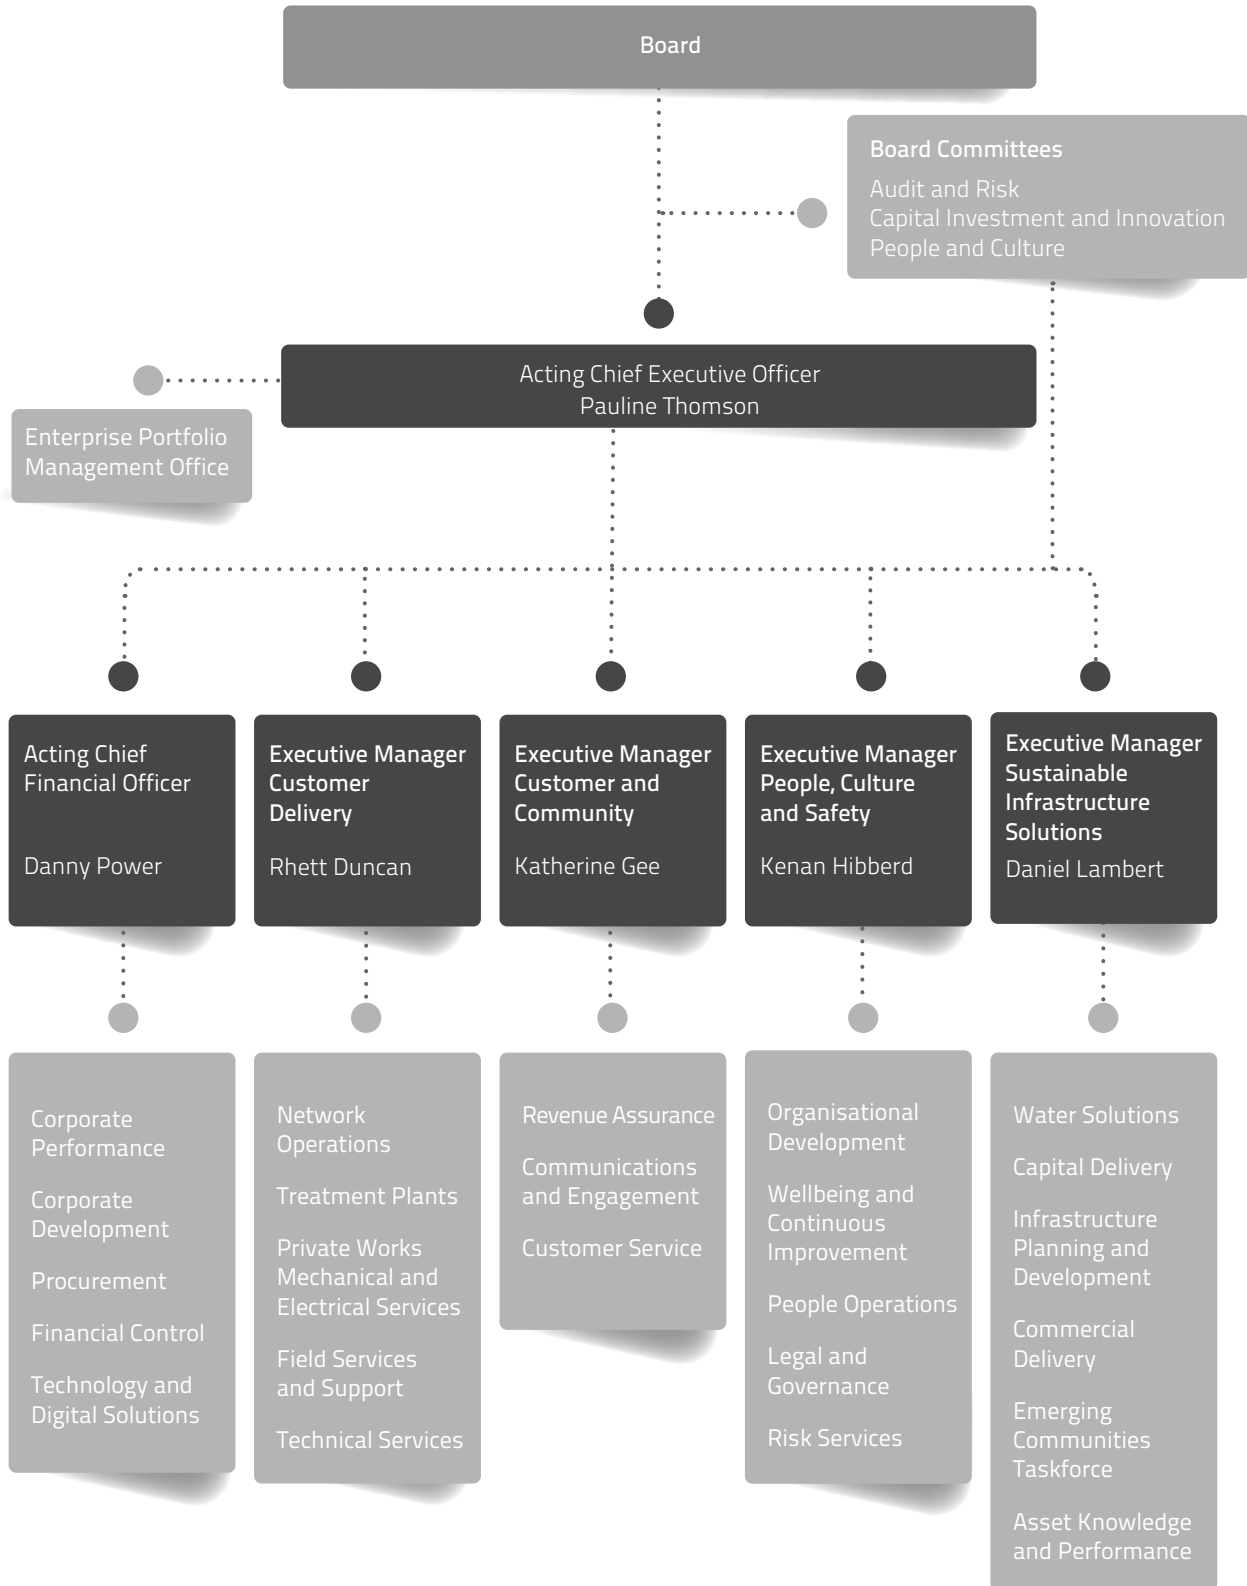 Board
Board Committees
Audit and Risk
Capital Investment and Innovation
People and Culture
Acting Chief Executive Officer
Pauline Thomson
Enterprise Portfolio
Management Office
Acting Chief
Financial Officer
Danny Power
Executive Manager
Customer
Delivery
Rhett Duncan
Executive Manager
Customer and
Community
Katherine Gee
Executive Manager
People, Culture
and Safety
Kenan Hibberd
Executive Manager
Sustainable
Infrastructure
Solutions
Daniel Lambert
Corporate
Performance
Corporate
Development
Procurement
Financial Control
Technology and
Digital Solutions
Network
Operations
Treatment Plants
Private Works
Mechanical and
Electrical Services
Field Services
and Support
Technical Services
Revenue Assurance
Communications
and Engagement
Customer Service
Organisational
Development
Wellbeing and
Continuous
Improvement
People Operations
Legal and
Governance
Risk Services
Water Solutions
Capital Delivery
Infrastructure
Planning and
Development
Commercial
Delivery
Emerging
Communities
Taskforce
Asset Knowledge
and Performance